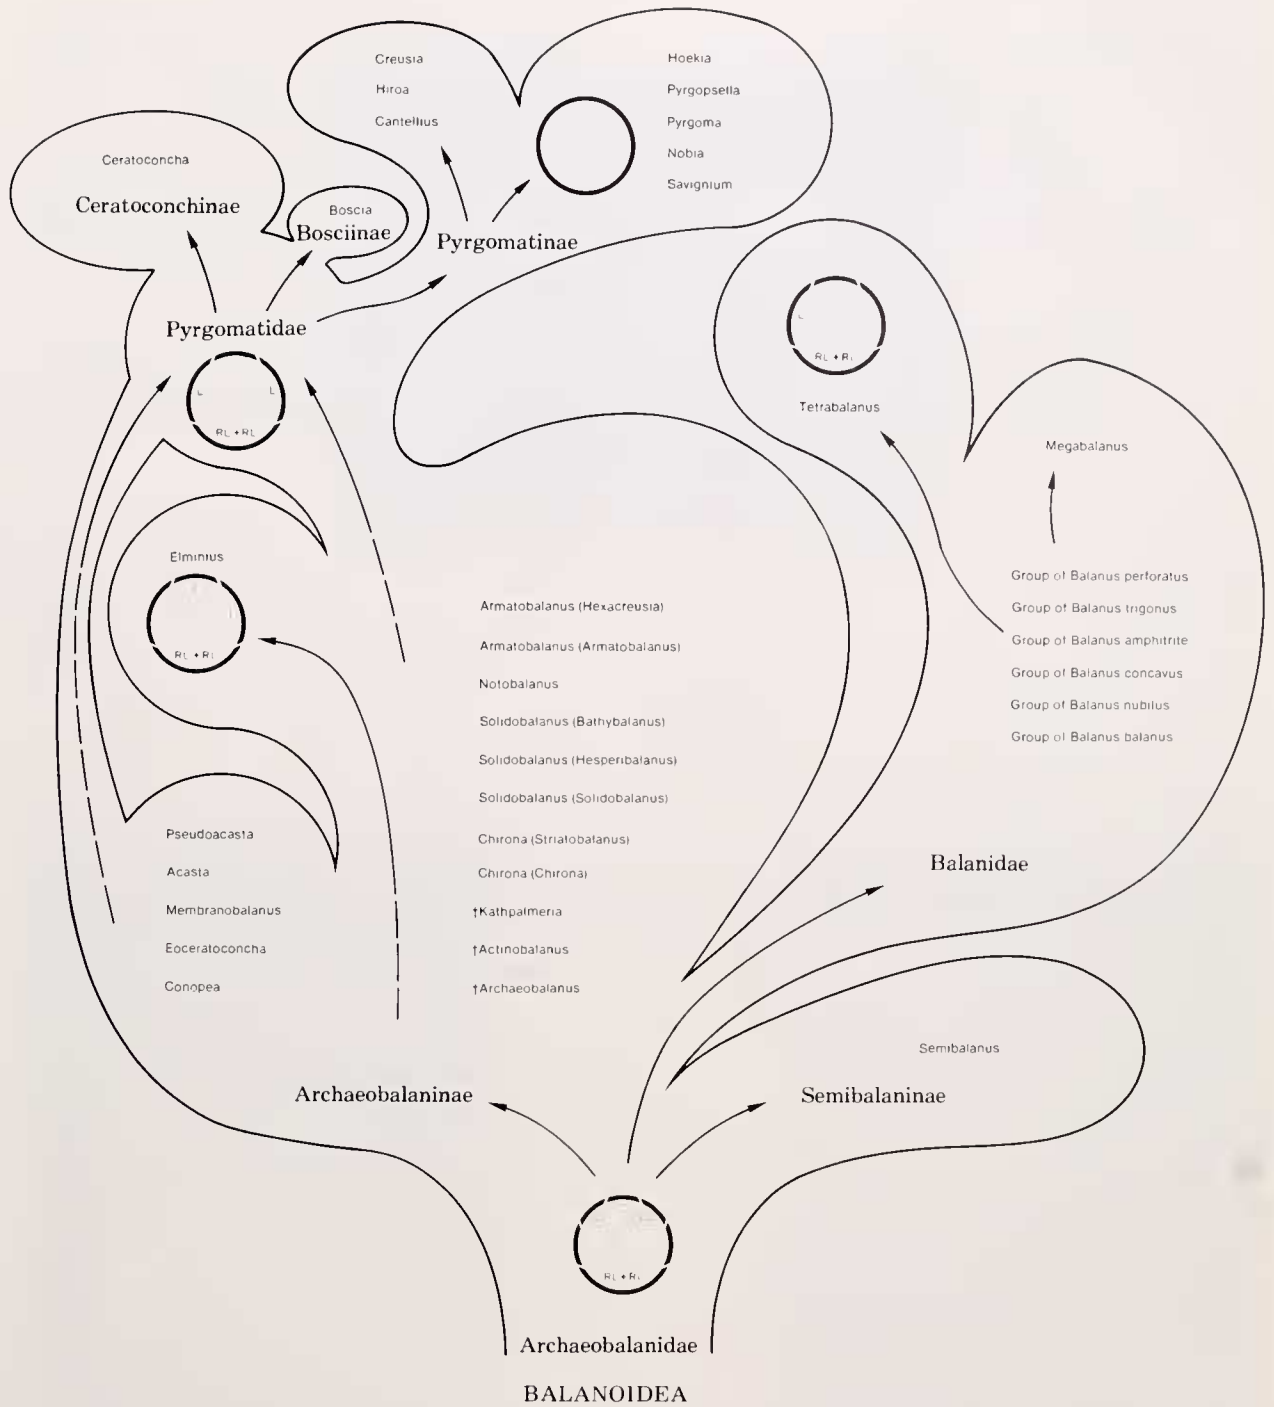 Creusia
Hiroa
Cantellius
Hoekia
Pyrgopsella
Pyrgoma
Nobia
Savignium
Ceratoconcha
Ceratoconchinae
Boscia
Bosciinae
Pyrgomatinae
Pyrgomatidae
L
L
RL + RL
L
RL + RL
Tetrabalanus
Megabalanus
Elminius
RL + RL
Group of Balanus perforatus
Group of Balanus trigonus
Group of Balanus amphitrite
Group of Balanus concavus
Group of Balanus nubilus
Group of Balanus balanus
Armatobalanus (Hexacreusia)
Armatobalanus (Armatobalanus)
Notobalanus
Solidobalanus (Bathybalanus)
Solidobalanus (Hesperibalanus)
Solidobalanus (Solidobalanus)
Chirona (Striatobalanus)
Chirona (Chirona)
†Kathpalmeria
†Actinobalanus
†Archaeobalanus
Pseudoacasta
Acasta
Membranobalanus
Eoceratoconcha
Conopea
Balanidae
Semibalanus
Archaeobalaninae
Semibalaninae
RL + RL
Archaeobalanidae
BALANOIDEA